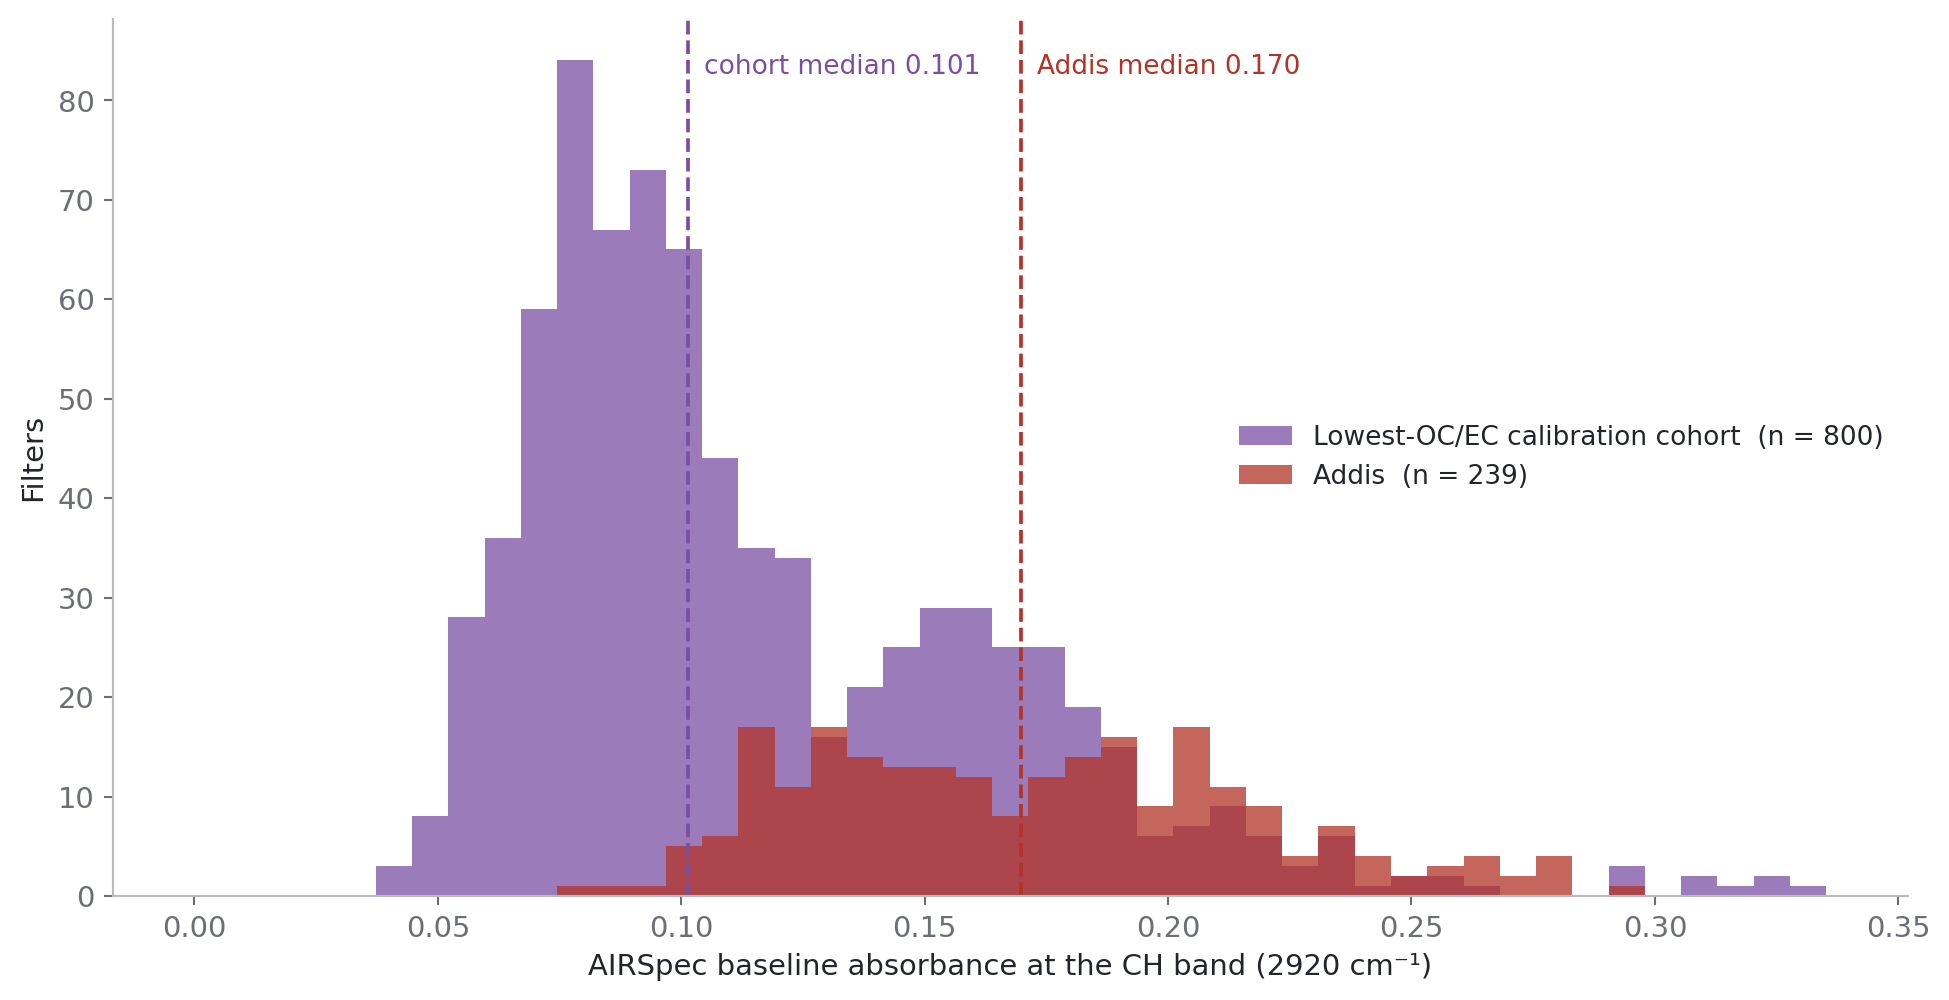 cohort median 0.101
Addis median 0.170
80
70
60
50
40
30
20
10
0
Filters
Lowest-OC/EC calibration cohort (n = 800)
Addis (n = 239)
0.00 0.05 0.10 0.15 0.20 0.25 0.30 0.35
AIRSpec baseline absorbance at the CH band (2920 cm⁻¹)